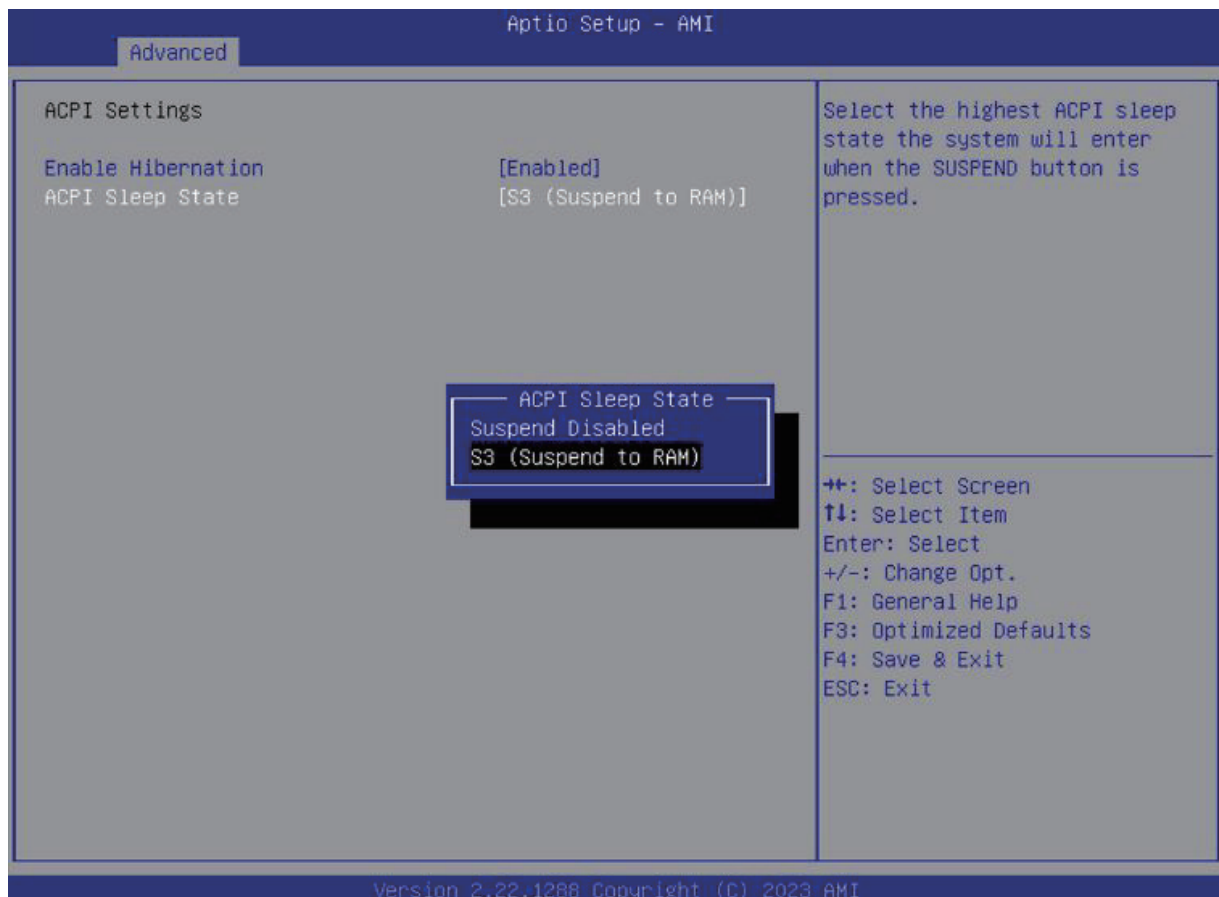 Aptio Setup – AMI
Advanced
ACPI Settings
Enable Hibernation [Enabled]
ACPI Sleep State [S3 (Suspend to RAM)]
Select the highest ACPI sleep
state the system will enter
when the SUSPEND button is
pressed.
ACPI Sleep State
Suspend Disabled
S3 (Suspend to RAM)
→←: Select Screen
↑↓: Select Item
Enter: Select
+/-: Change Opt.
F1: General Help
F3: Optimized Defaults
F4: Save & Exit
ESC: Exit
Version 2.22.1288 Copyright (C) 2023 AMI